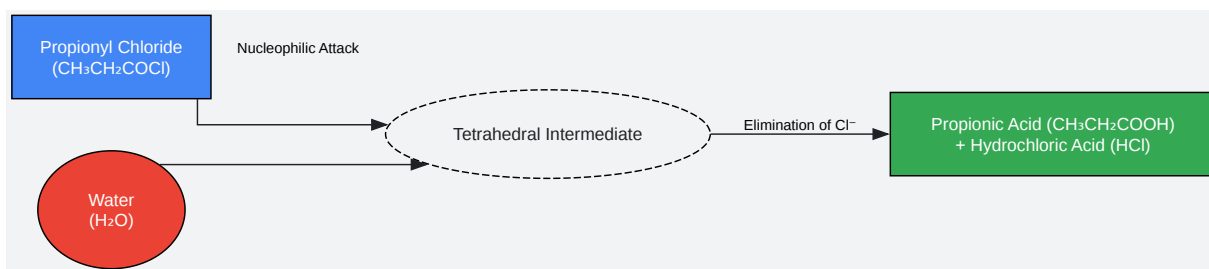 Propionyl Chloride
(CH₃CH₂COCl)
Nucleophilic Attack
Tetrahedral Intermediate
Elimination of Cl⁻
Propionic Acid (CH₃CH₂COOH)
+ Hydrochloric Acid (HCl)
Water
(H₂O)